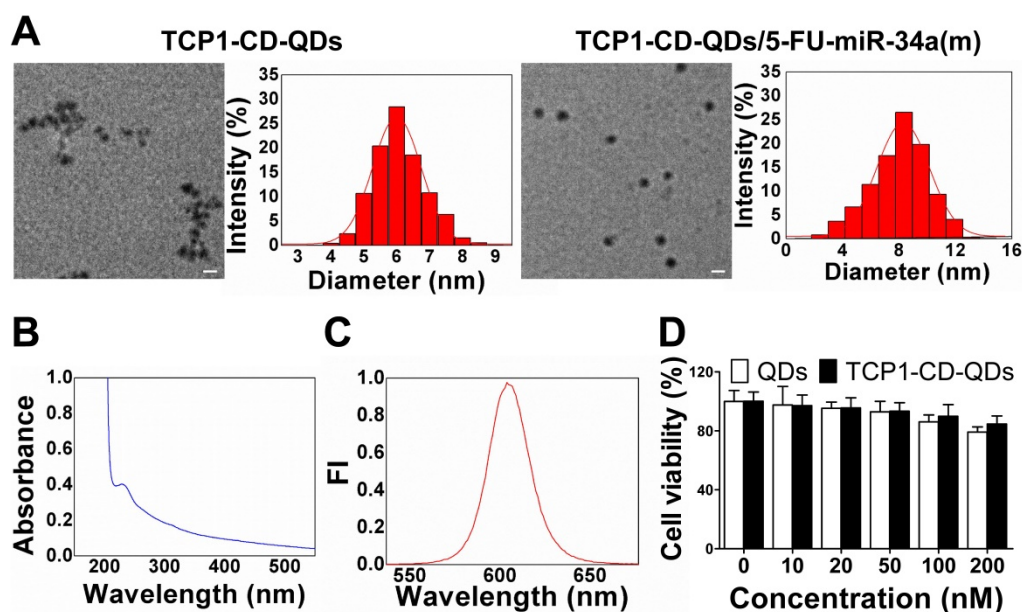 A
TCP1-CD-QDs
TCP1-CD-QDs/5-FU-miR-34a(m)
Intensity (%)
35
30
25
20
15
10
5
0
3 4 5 6 7 8 9
Diameter (nm)
Intensity (%)
35
30
25
20
15
10
5
0
0 4 8 12 16
Diameter (nm)
B
Absorbance
1.0
0.8
0.6
0.4
0.2
0.0
200 300 400 500
Wavelength (nm)
C
FI
1.0
0.8
0.6
0.4
0.2
0.0
550 600 650
Wavelength (nm)
D
Cell viability (%)
120
80
40
0
QDs TCP1-CD-QDs
0 10 20 50 100 200
Concentration (nM)